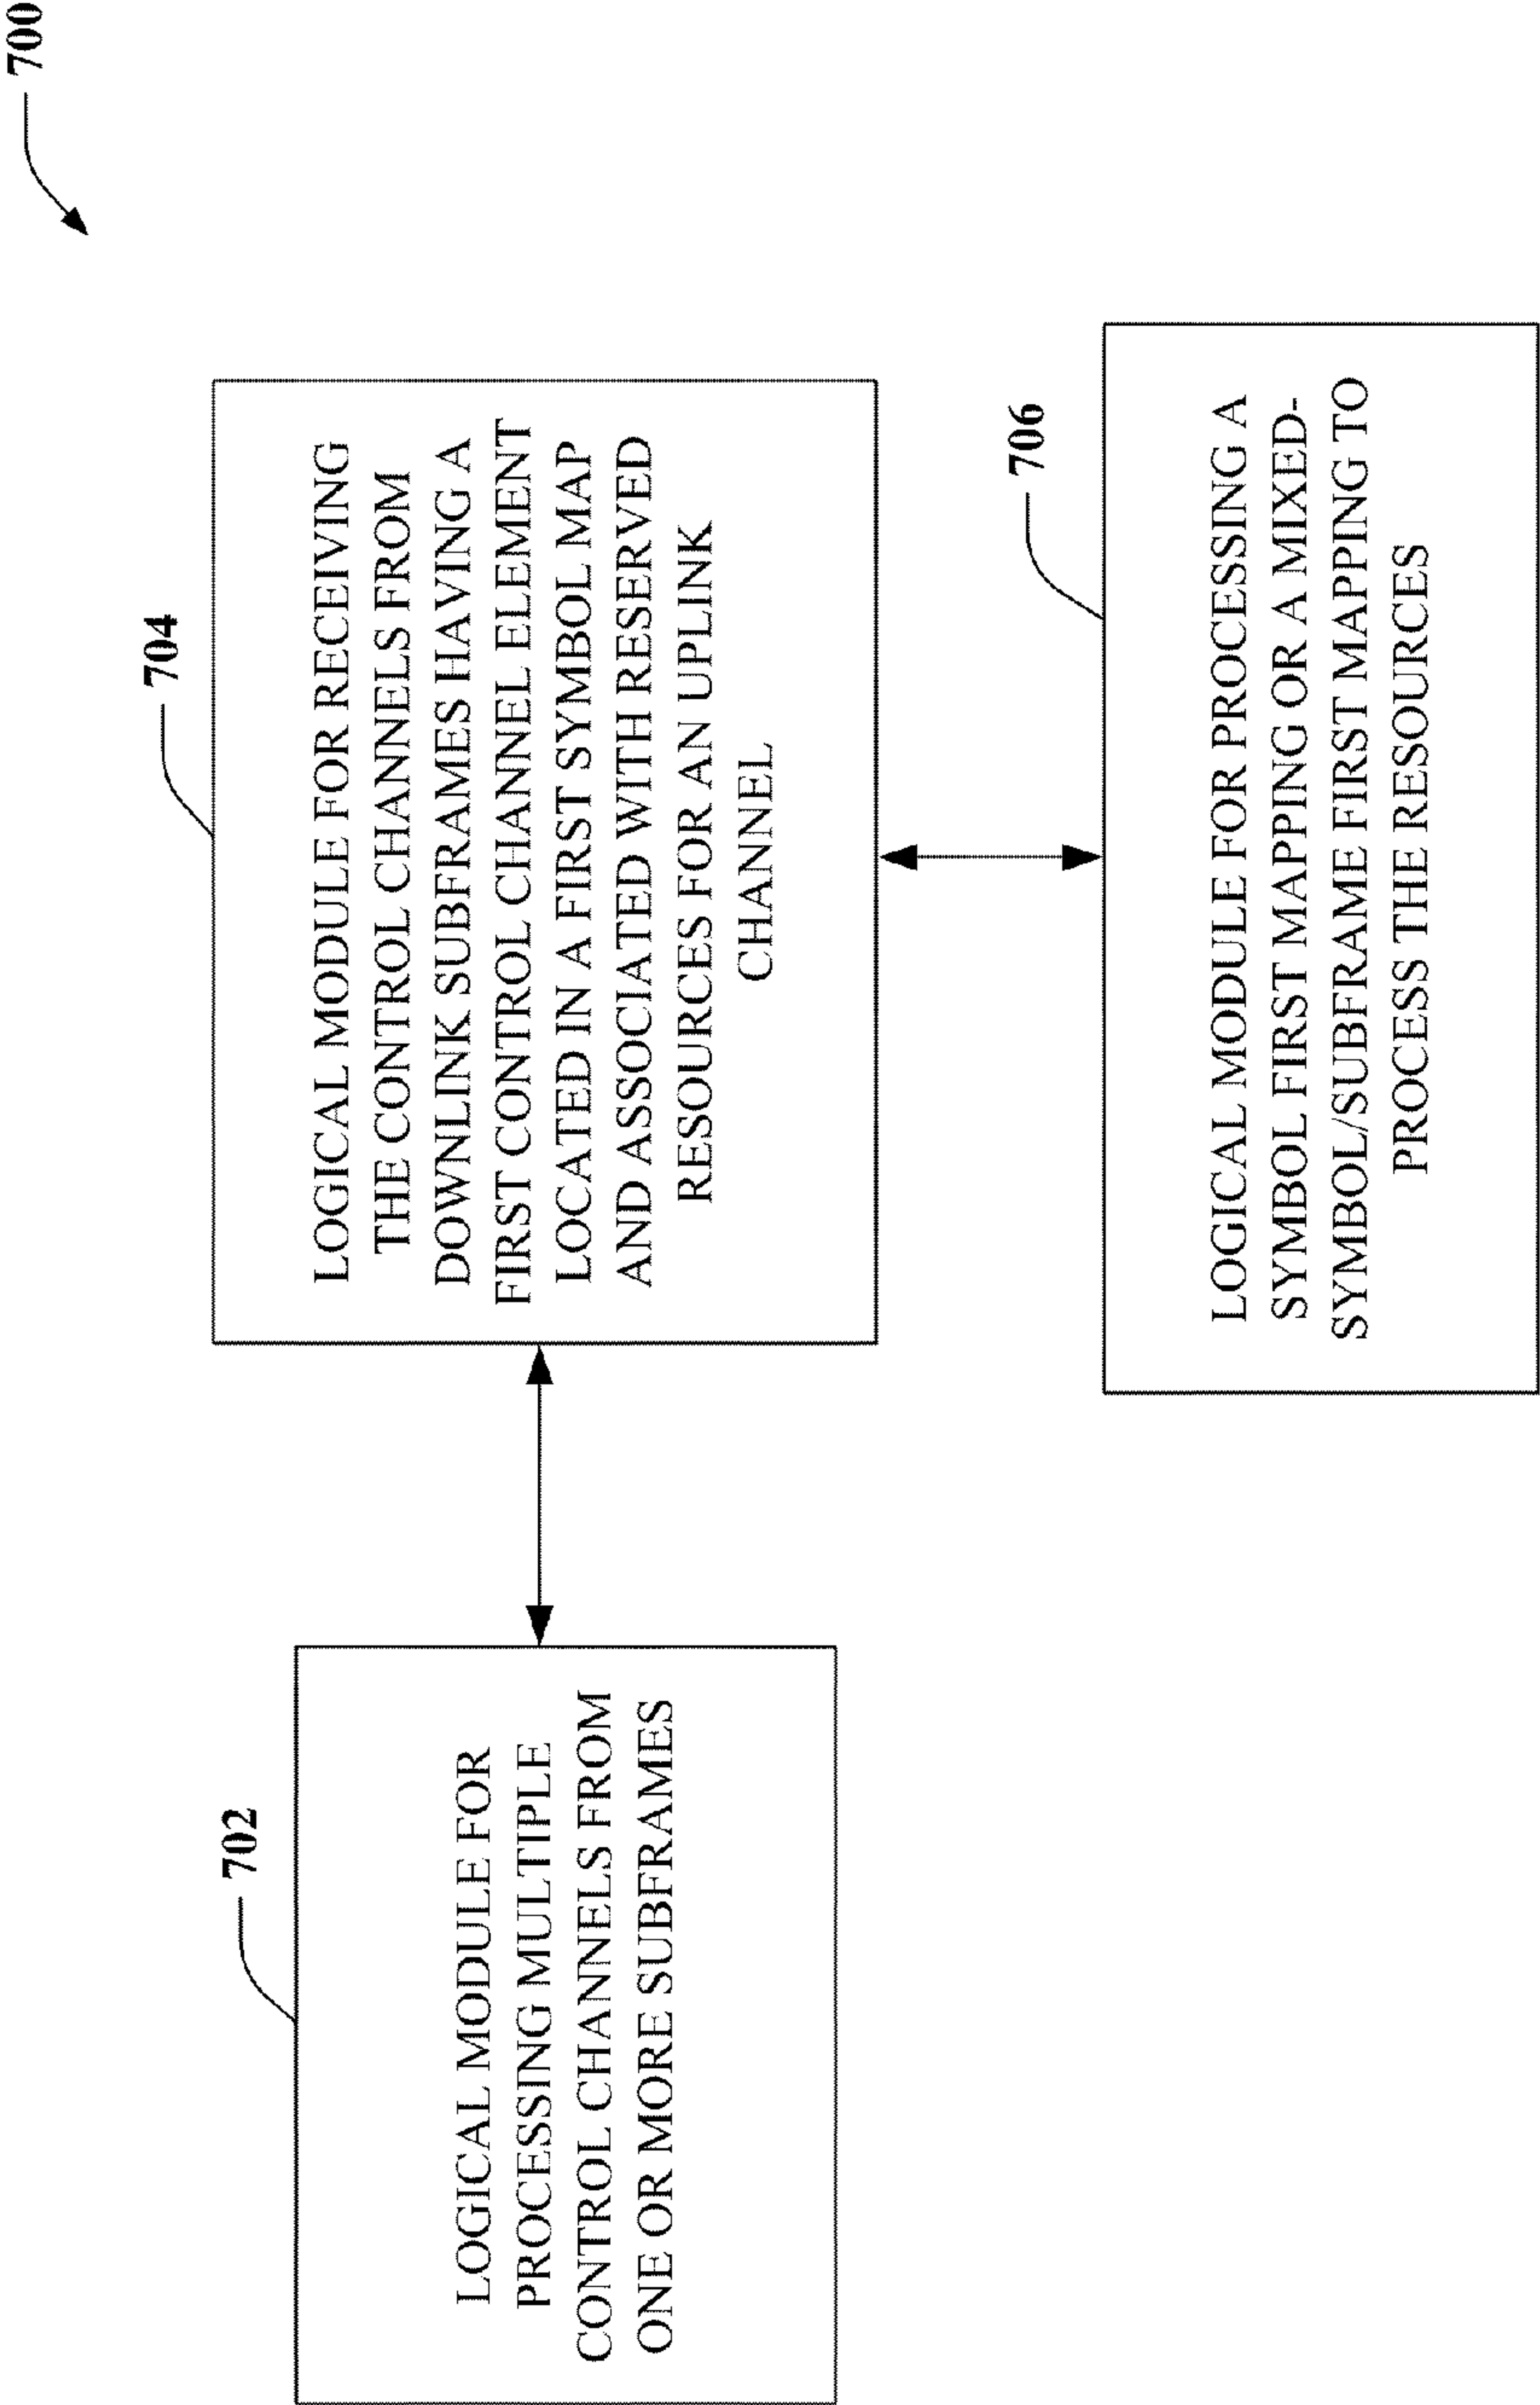 700
702
LOGICAL MODULE FOR
PROCESSING MULTIPLE
CONTROL CHANNELS FROM
ONE OR MORE SUBFRAMES
704
LOGICAL MODULE FOR RECEIVING
THE CONTROL CHANNELS FROM
DOWNLINK SUBFRAMES HAVING A
FIRST CONTROL CHANNEL ELEMENT
LOCATED IN A FIRST SYMBOL MAP
AND ASSOCIATED WITH RESERVED
RESOURCES FOR AN UPLINK
CHANNEL
706
LOGICAL MODULE FOR PROCESSING A
SYMBOL FIRST MAPPING OR A MIXED-
SYMBOL/SUBFRAME FIRST MAPPING TO
PROCESS THE RESOURCES